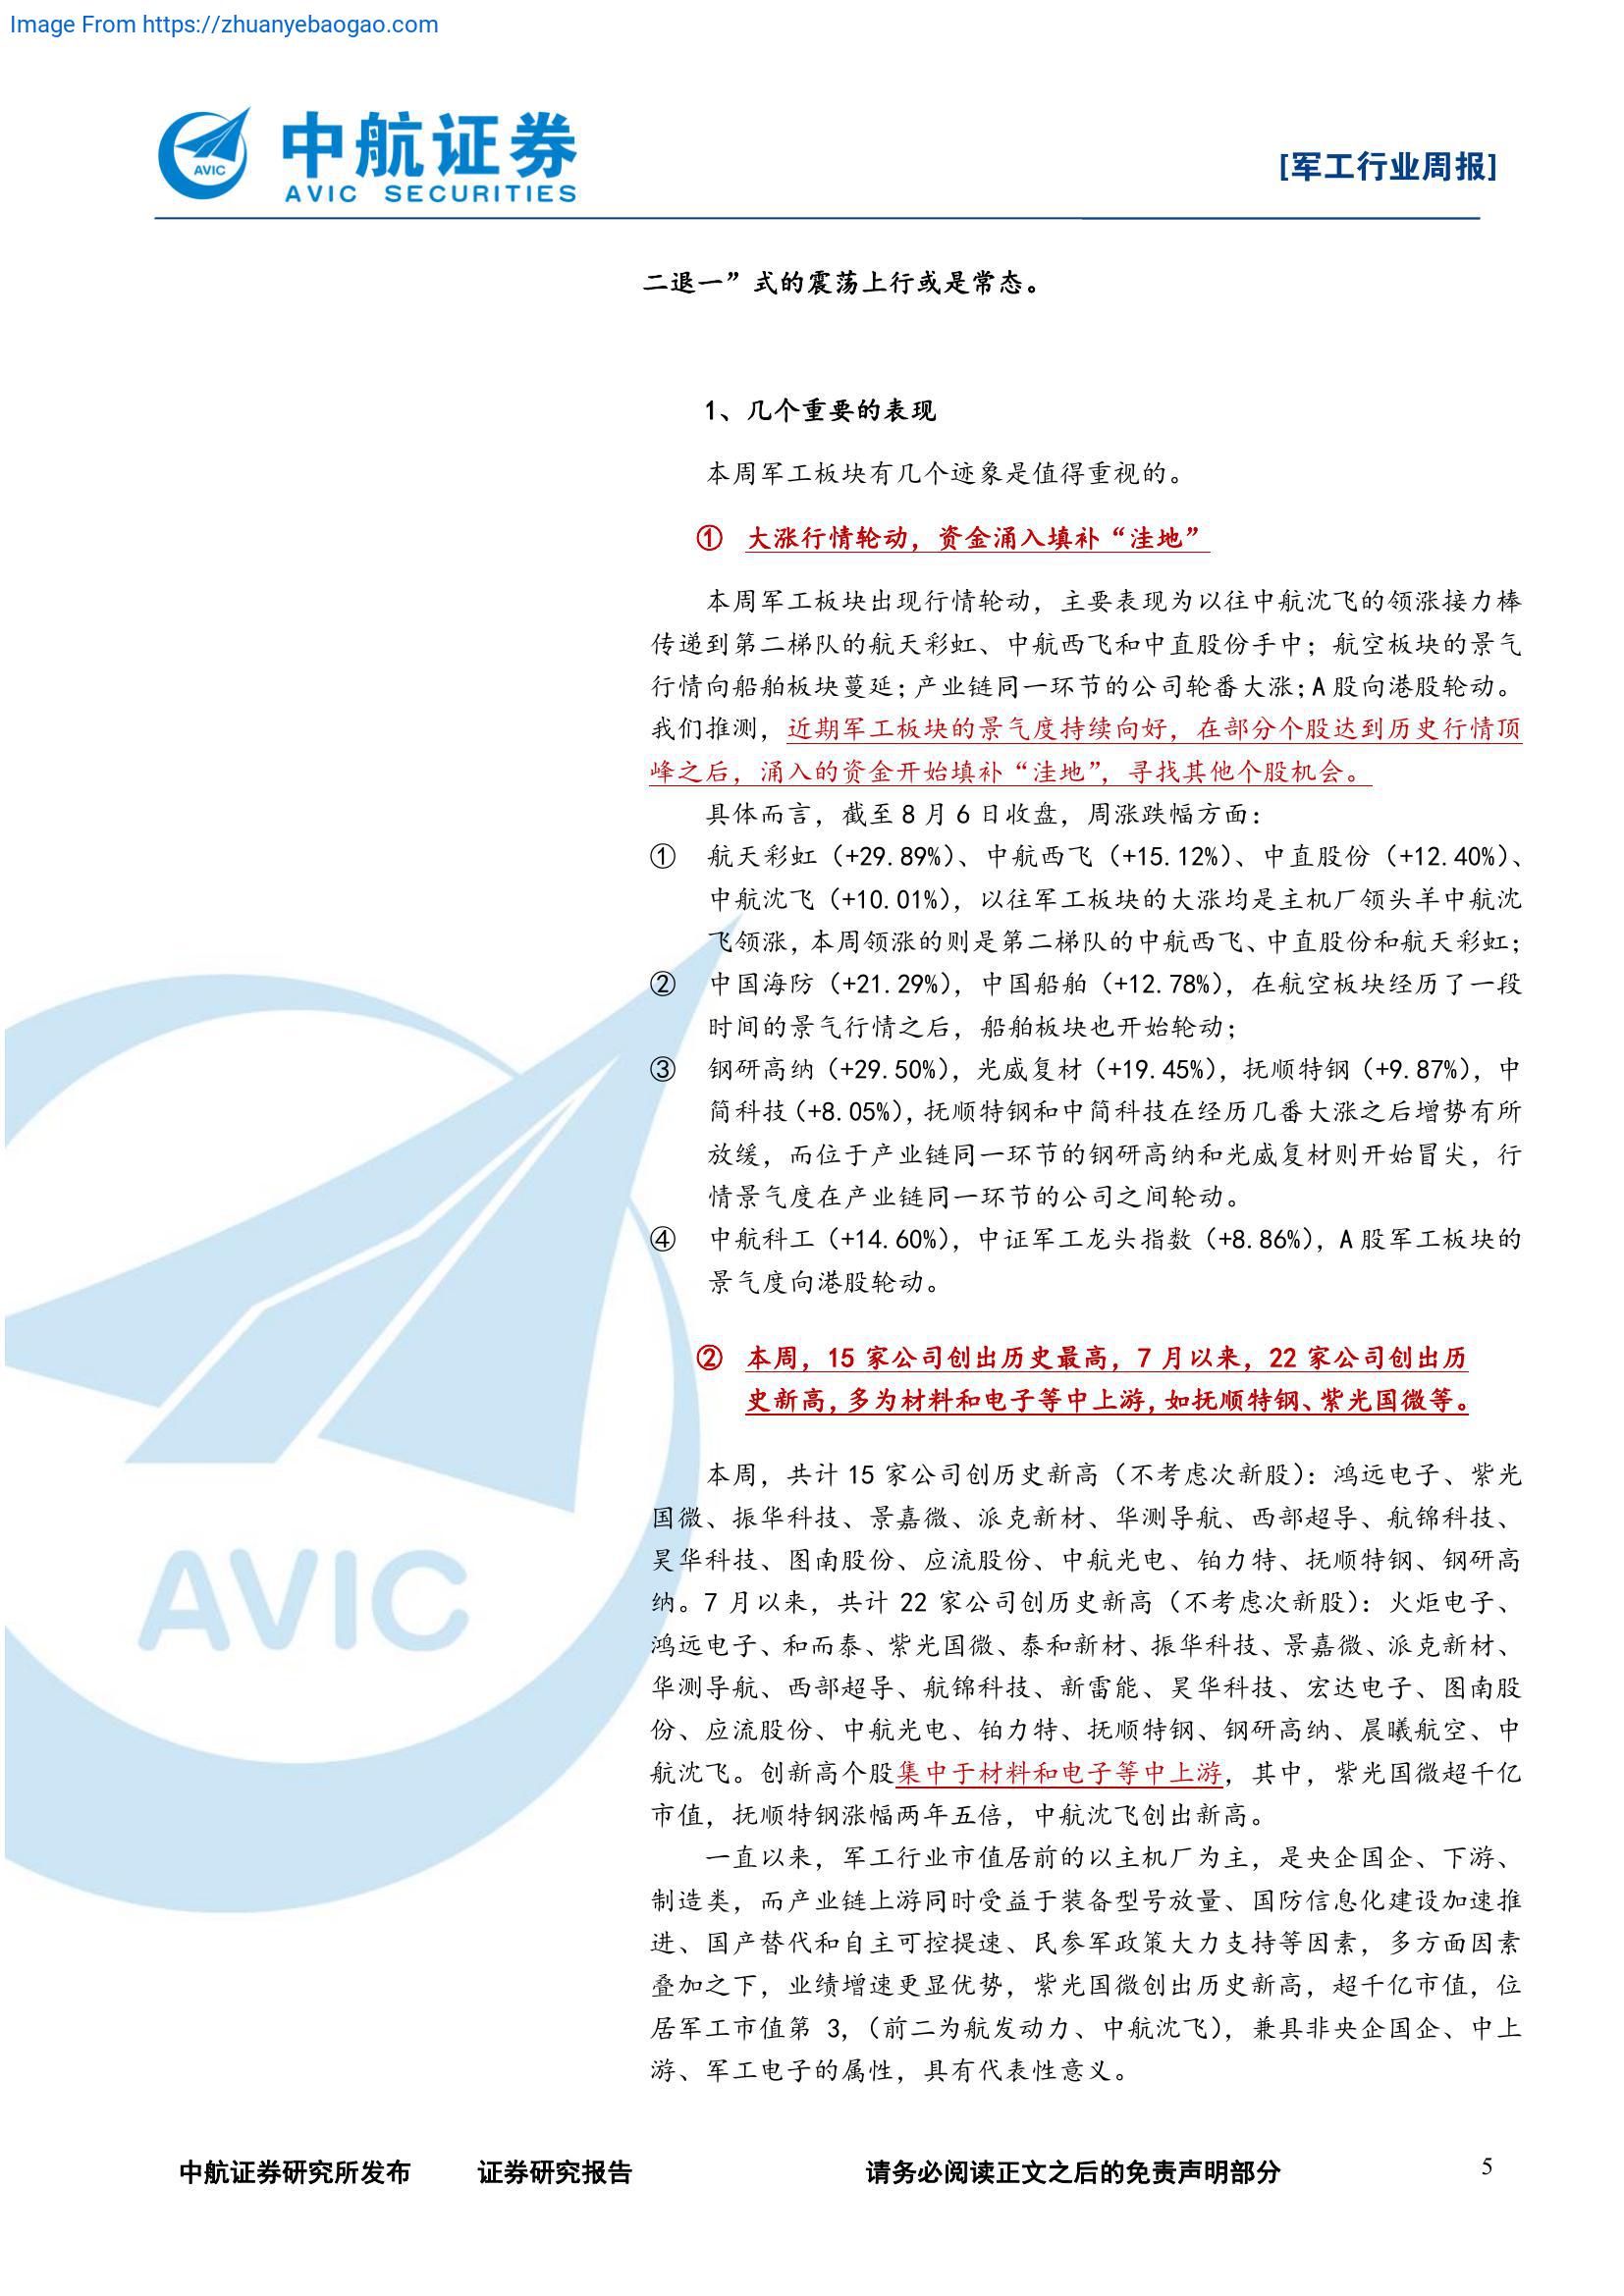 Image From https://zhuanyebaogao.com
AVIC
中航证券
AVIC SECURITIES
[军工行业周报]
二退一”式的震荡上行或是常态。
1、几个重要的表现
本周军工板块有几个迹象是值得重视的。
① 大涨行情轮动，资金涌入填补“洼地”
本周军工板块出现行情轮动，主要表现为以往中航沈飞的领涨接力棒
传递到第二梯队的航天彩虹、中航西飞和中直股份手中；航空板块的景气
行情向船舶板块蔓延；产业链同一环节的公司轮番大涨；A 股向港股轮动。
我们推测，近期军工板块的景气度持续向好，在部分个股达到历史行情顶
峰之后，涌入的资金开始填补“洼地”，寻找其他个股机会。
具体而言，截至 8 月 6 日收盘，周涨跌幅方面：
① 航天彩虹（+29.89%）、中航西飞（+15.12%）、中直股份（+12.40%）、
中航沈飞（+10.01%），以往军工板块的大涨均是主机厂领头羊中航沈
飞领涨，本周领涨的则是第二梯队的中航西飞、中直股份和航天彩虹；
② 中国海防（+21.29%），中国船舶（+12.78%），在航空板块经历了一段
时间的景气行情之后，船舶板块也开始轮动；
③ 钢研高纳（+29.50%），光威复材（+19.45%），抚顺特钢（+9.87%），中
简科技（+8.05%），抚顺特钢和中简科技在经历几番大涨之后增势有所
放缓，而位于产业链同一环节的钢研高纳和光威复材则开始冒尖，行
情景气度在产业链同一环节的公司之间轮动。
④ 中航科工（+14.60%），中证军工龙头指数（+8.86%），A 股军工板块的
景气度向港股轮动。
② 本周，15 家公司创出历史最高，7 月以来，22 家公司创出历
史新高，多为材料和电子等中上游，如抚顺特钢、紫光国微等。
本周，共计 15 家公司创历史新高（不考虑次新股）：鸿远电子、紫光
国微、振华科技、景嘉微、派克新材、华测导航、西部超导、航锦科技、
昊华科技、图南股份、应流股份、中航光电、铂力特、抚顺特钢、钢研高
纳。7 月以来，共计 22 家公司创历史新高（不考虑次新股）：火炬电子、
鸿远电子、和而泰、紫光国微、泰和新材、振华科技、景嘉微、派克新材、
华测导航、西部超导、航锦科技、新雷能、昊华科技、宏达电子、图南股
份、应流股份、中航光电、铂力特、抚顺特钢、钢研高纳、晨曦航空、中
航沈飞。创新高个股集中于材料和电子等中上游，其中，紫光国微超千亿
市值，抚顺特钢涨幅两年五倍，中航沈飞创出新高。
一直以来，军工行业市值居前的以主机厂为主，是央企国企、下游、
制造类，而产业链上游同时受益于装备型号放量、国防信息化建设加速推
进、国产替代和自主可控提速、民参军政策大力支持等因素，多方面因素
叠加之下，业绩增速更显优势，紫光国微创出历史新高，超千亿市值，位
居军工市值第 3，（前二为航发动力、中航沈飞），兼具非央企国企、中上
游、军工电子的属性，具有代表性意义。
AVIC
中航证券研究所发布 证券研究报告 请务必阅读正文之后的免责声明部分 5